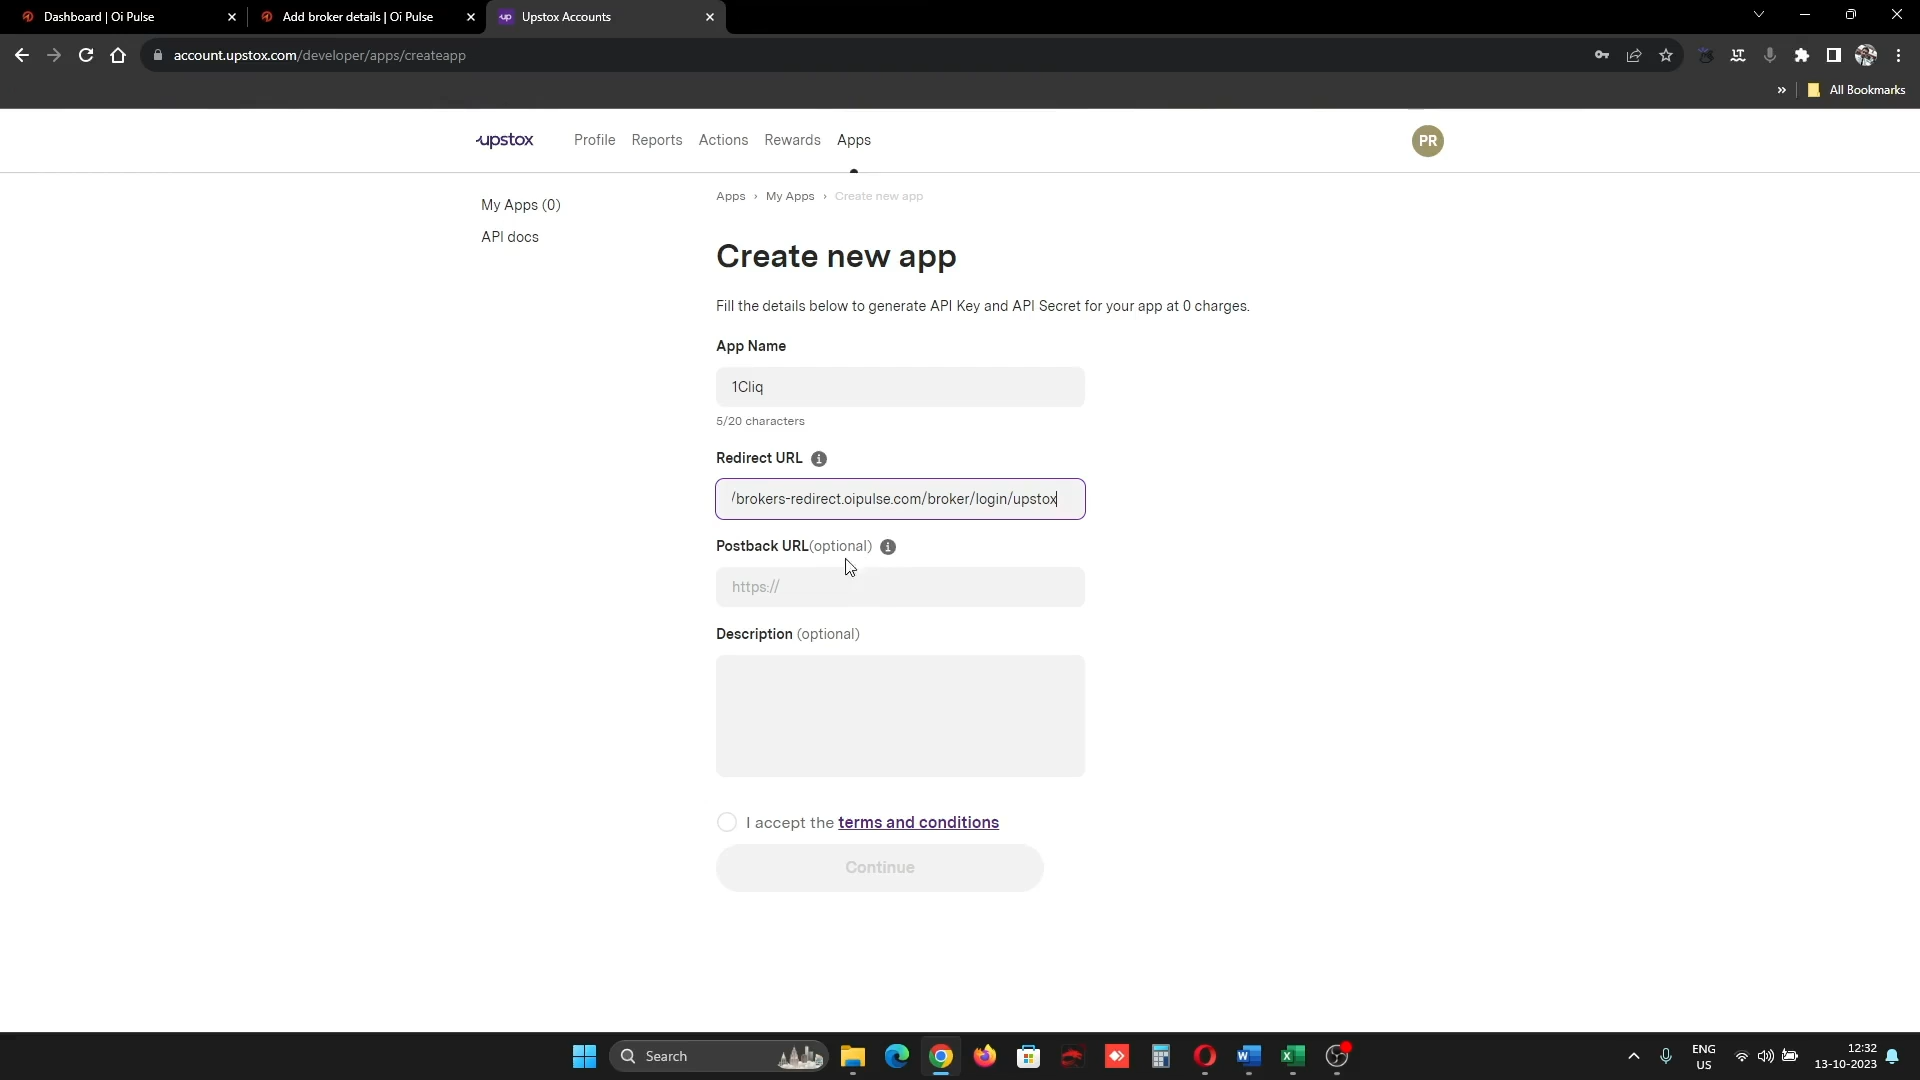 Dashboard | Oi Pulse
Add broker details | Oi Pulse
up Upstox Accounts
account.upstox.com/developer/apps/createapp
» All Bookmarks
upstox Profile Reports Actions Rewards Apps PR
My Apps (0)
API docs
Apps › My Apps › Create new app
Create new app
Fill the details below to generate API Key and API Secret for your app at 0 charges.
App Name
1Cliq
5/20 characters
Redirect URL
/brokers-redirect.oipulse.com/broker/login/upstox
Postback URL(optional)
https://
Description (optional)
I accept the terms and conditions
Continue
Search
ENG
US
12:32
13-10-2023